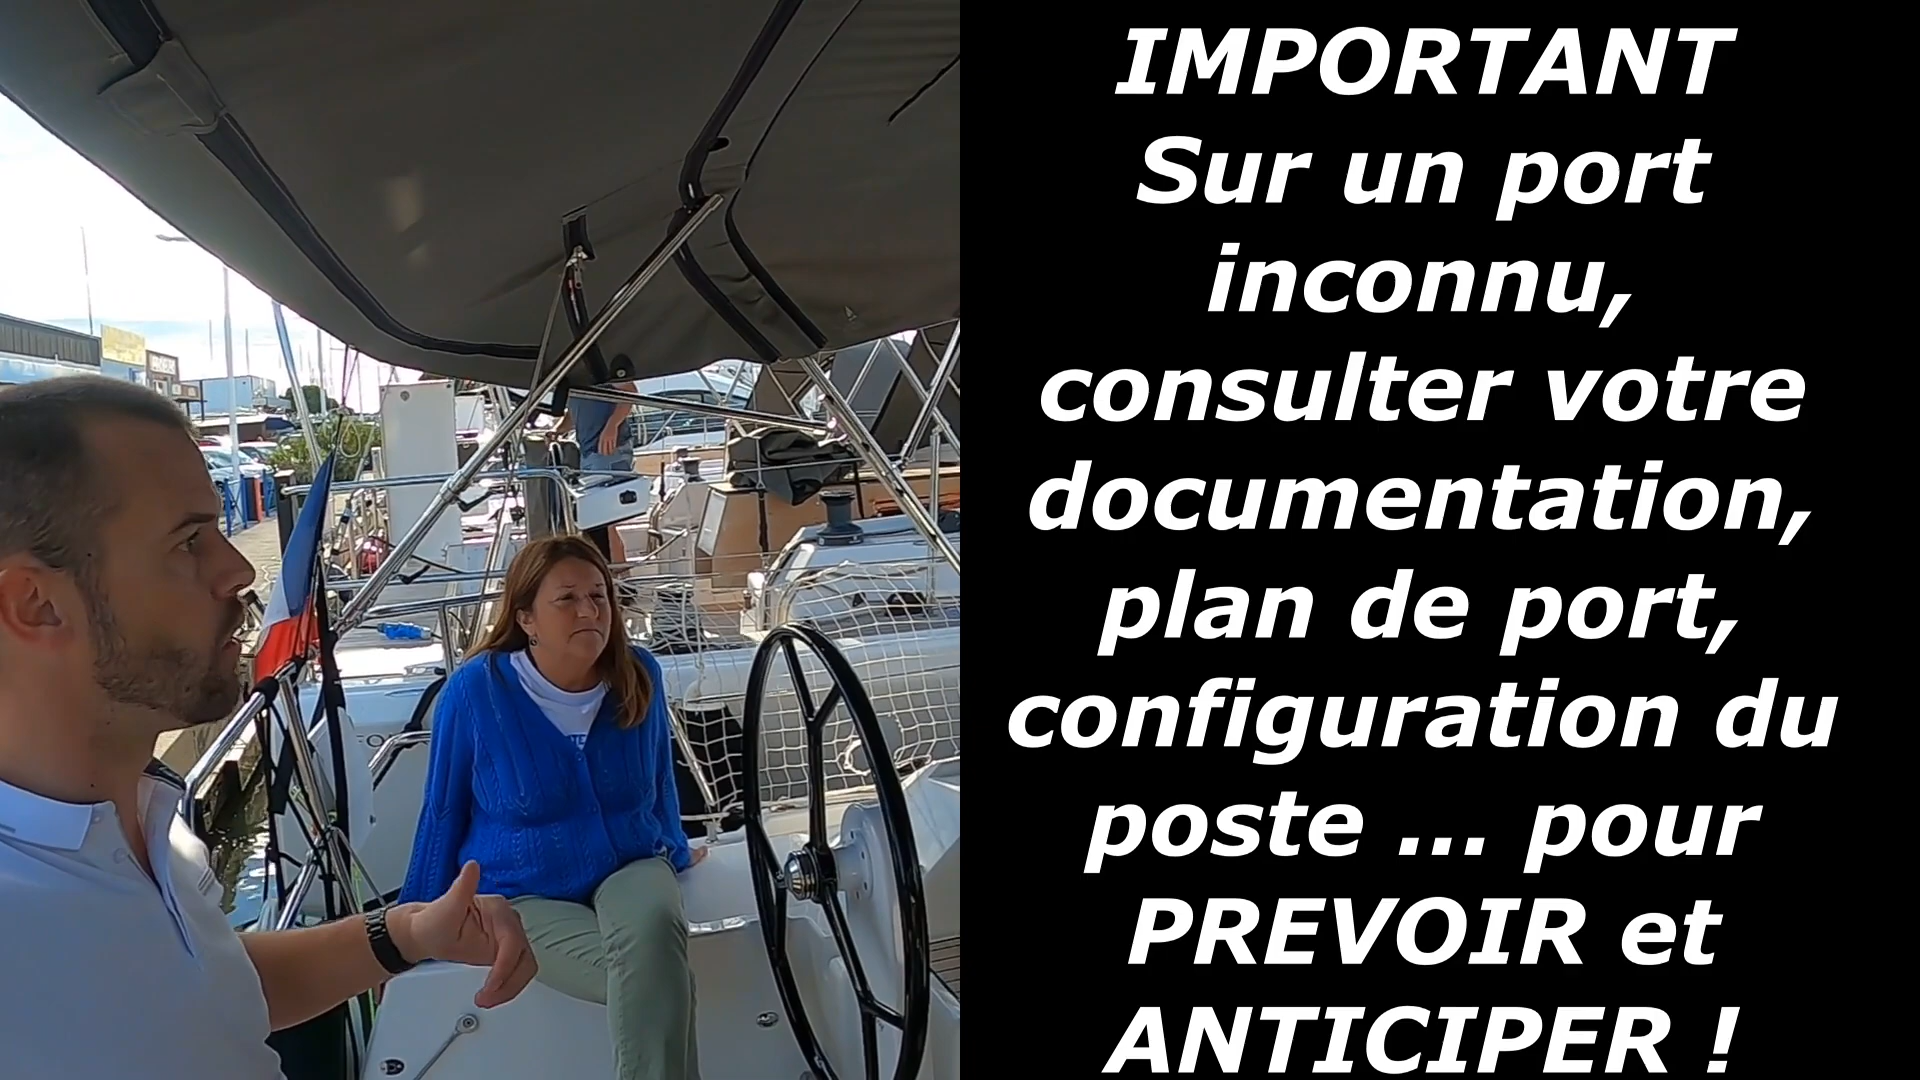 IMPORTANT
Sur un port
inconnu,
consulter votre
documentation,
plan de port,
configuration du
poste ... pour
PREVOIR et
ANTICIPER !